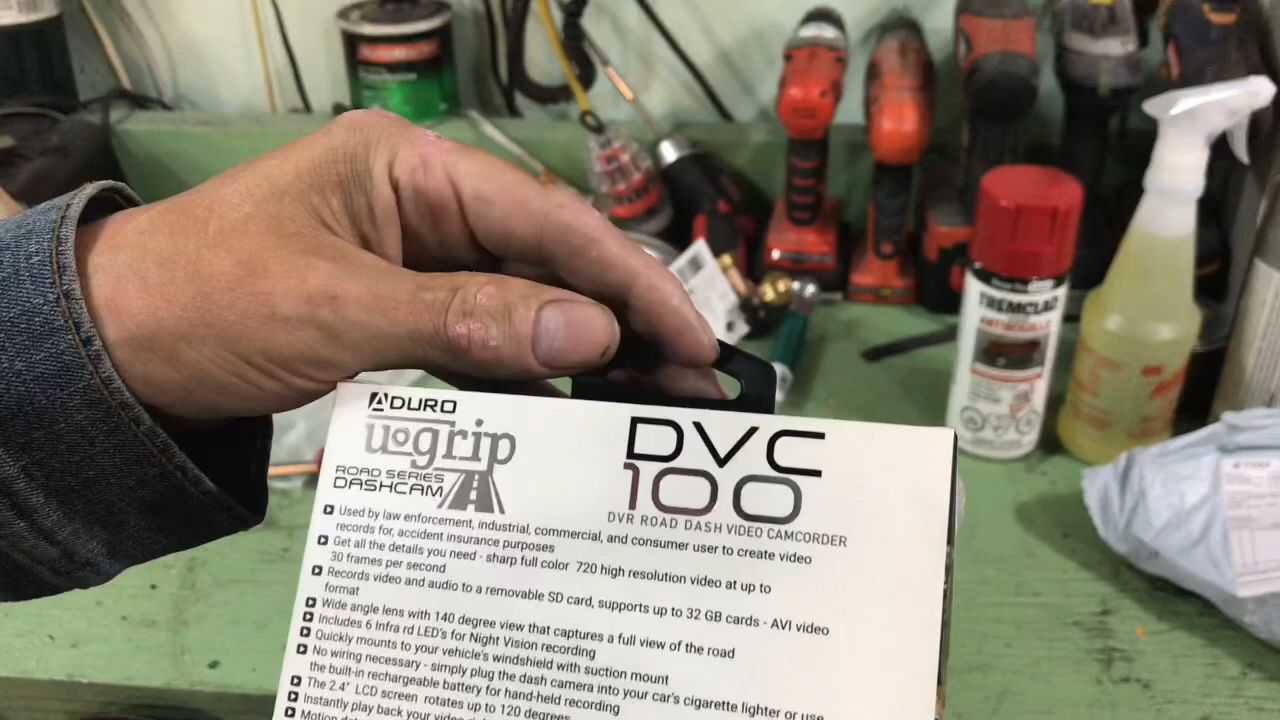 ADURO
uogrip
ROAD SERIES
DASHCAM
DVC
100
DVR ROAD DASH VIDEO CAMCORDER
Used by law enforcement, industrial, commercial, and consumer user to create video
records for, accident insurance purposes
Get all the details you need - sharp full color 720 high resolution video at up to
30 frames per second
Records video and audio to a removable SD card, supports up to 32 GB cards - AVI video
format
Wide angle lens with 140 degree view that captures a full view of the road
Includes 6 Infra rd LED's for Night Vision recording
Quickly mounts to your vehicle's windshield with suction mount
No wiring necessary - simply plug the dash camera into your car's cigarette lighter or use
the built-in rechargeable battery for hand-held recording
The 2.4" LCD screen rotates up to 120 degrees
Instantly play back your video
Motion
TREMCLAD
ANTIROUILLE